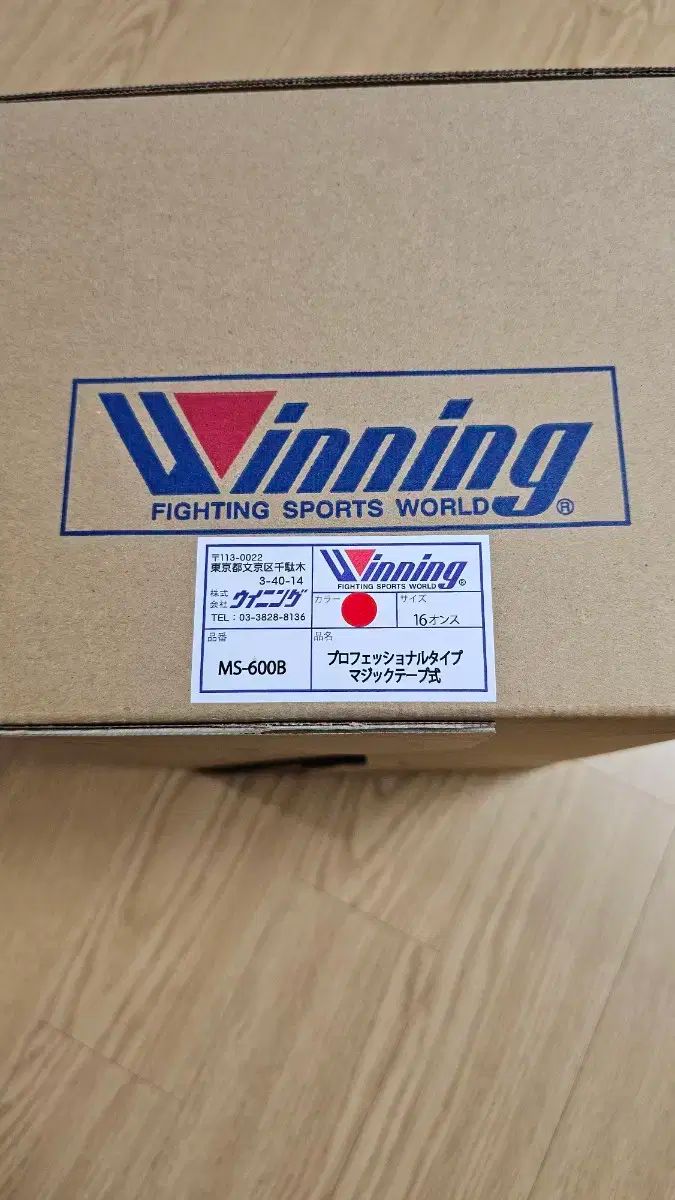 Winning
FIGHTING SPORTS WORLD®
〒113-0022
東京都文京区千駄木
3-40-14
株式会社 ウイニング
TEL：03-3828-8136
Winning®
FIGHTING SPORTS WORLD
カラー
サイズ
16オンス
品番
MS-600B
品名
プロフェッショナルタイプ
マジックテープ式